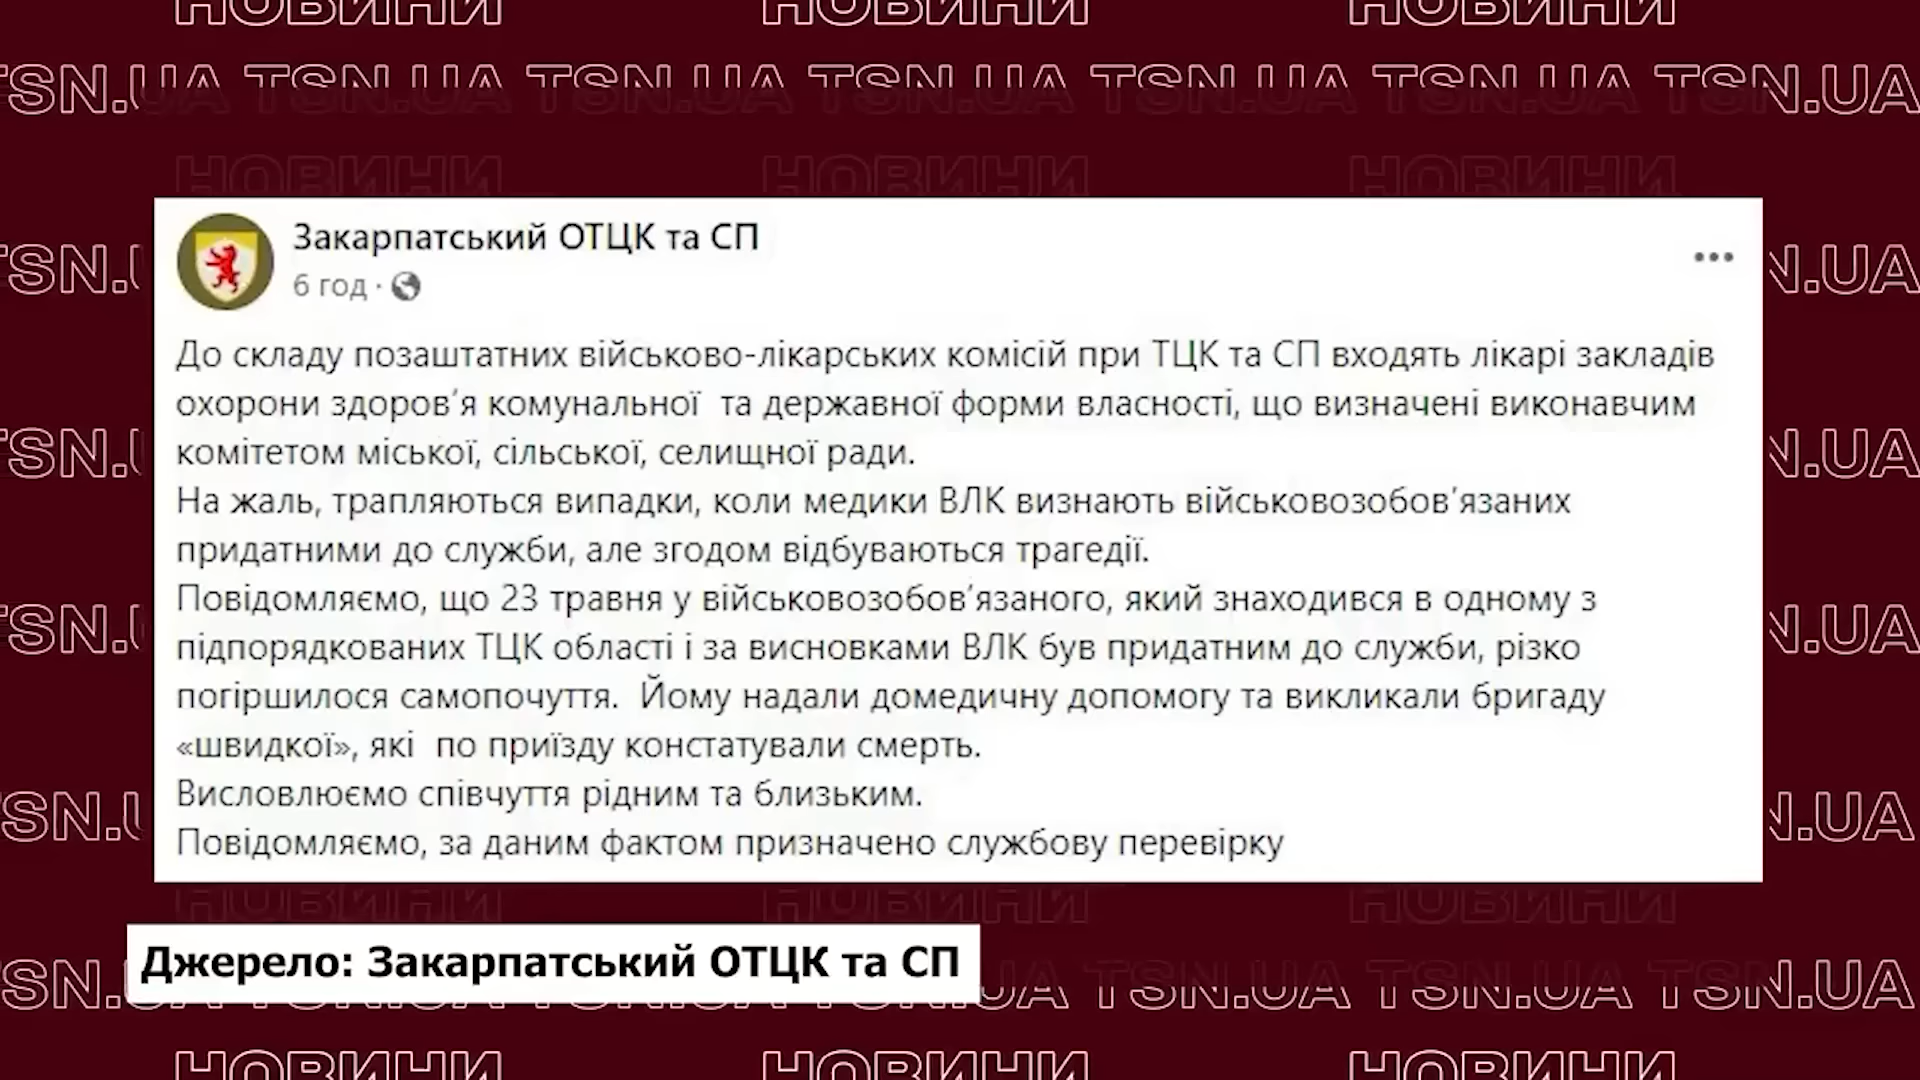 НОВИНИ НОВИНИ НОВИНИ
TSN.UA TSN.UA TSN.UA TSN.UA TSN.UA TSN.UA TSN.UA
НОВИНИ НОВИНИ НОВИНИ
Закарпатський ОТЦК та СП
6 год ·
До складу позаштатних військово-лікарських комісій при ТЦК та СП входять лікарі закладів
охорони здоров’я комунальної та державної форми власності, що визначені виконавчим
комітетом міської, сільської, селищної ради.
На жаль, трапляються випадки, коли медики ВЛК визнають військовозобов’язаних
придатними до служби, але згодом відбуваються трагедії.
Повідомляємо, що 23 травня у військовозобов’язаного, який знаходився в одному з
підпорядкованих ТЦК області і за висновками ВЛК був придатним до служби, різко
погіршилося самопочуття. Йому надали домедичну допомогу та викликали бригаду
«швидкої», які по приїзду констатували смерть.
Висловлюємо співчуття рідним та близьким.
Повідомляємо, за даним фактом призначено службову перевірку
НОВИНИ НОВИНИ НОВИНИ
Джерело: Закарпатський ОТЦК та СП
TSN.UA TSN.UA TSN.UA
НОВИНИ НОВИНИ НОВИНИ